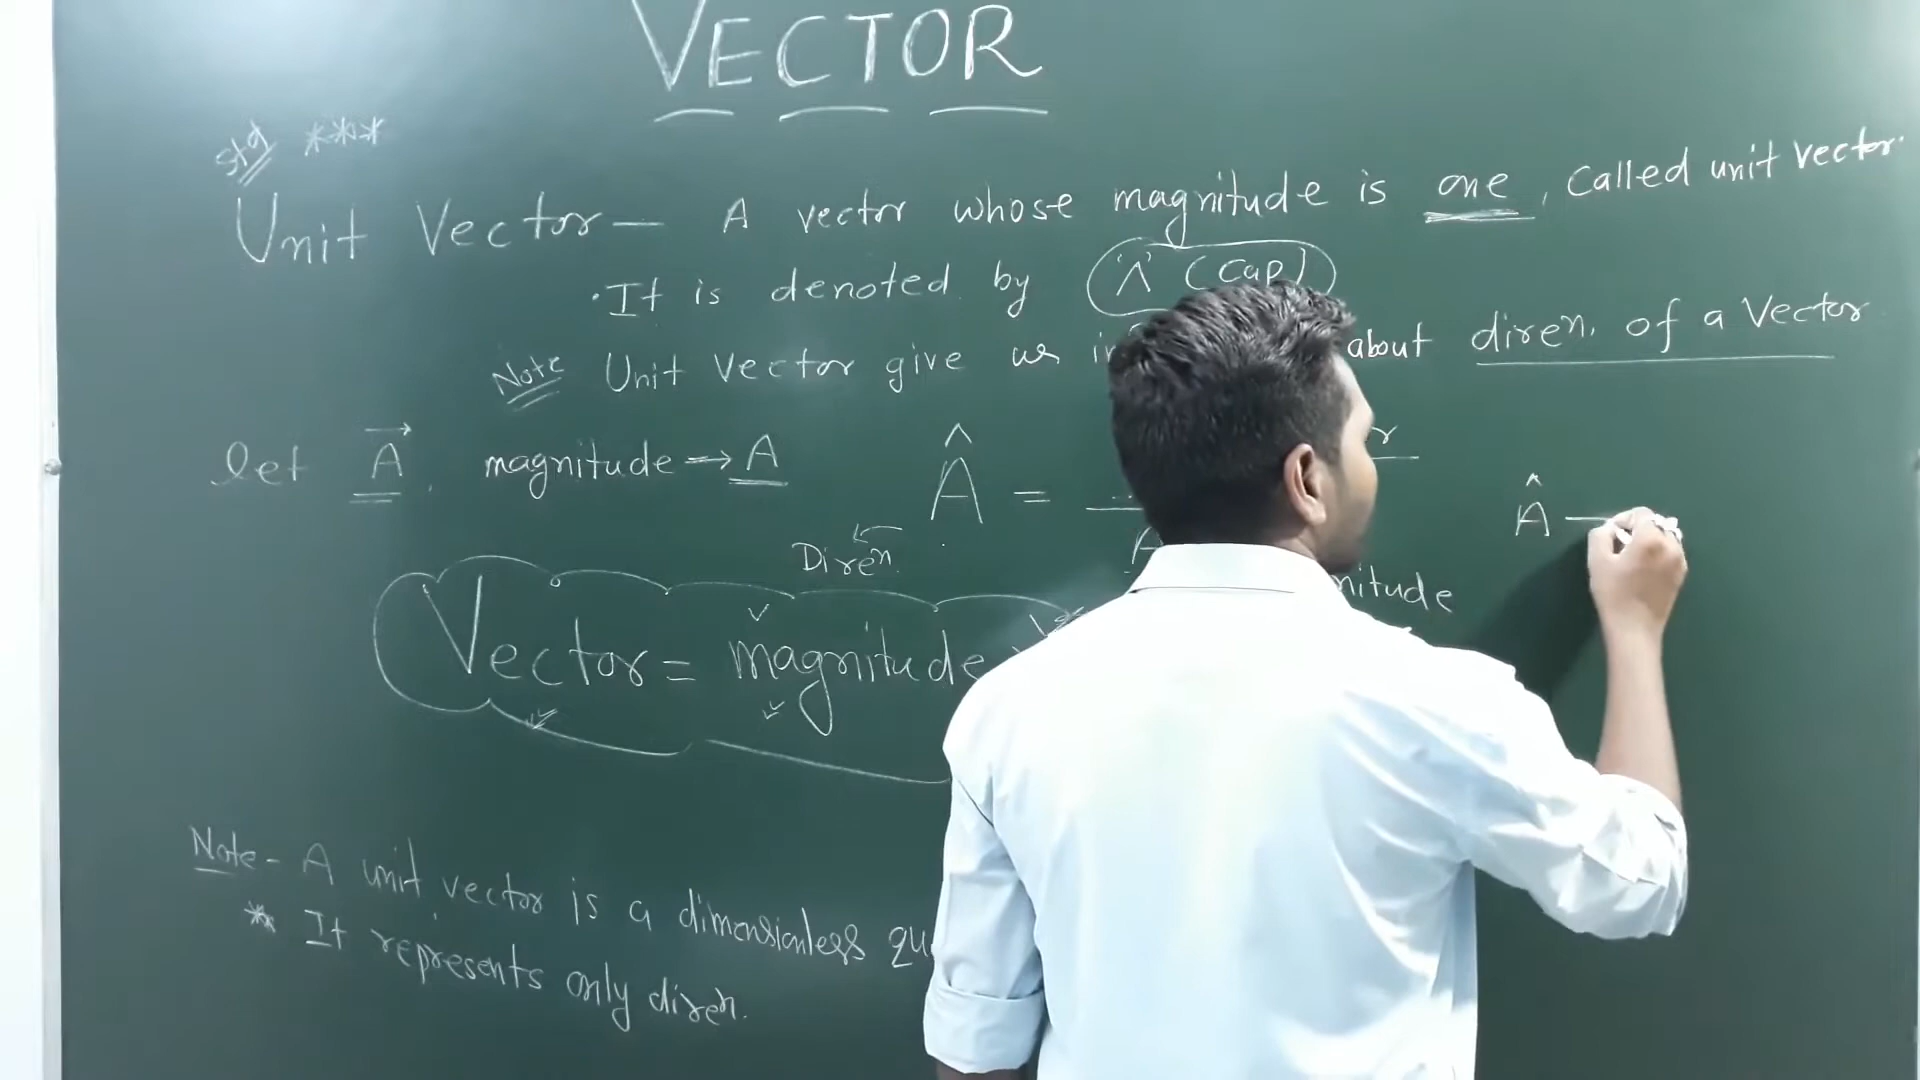 VECTOR
***
Unit Vector — A vector whose magnitude is one, called unit vector.
• It is denoted by '^' (cap)
Note Unit Vector give us about diren. of a Vector
let A⃗, magnitude → A Â = A r
 —
Diren.
nitude
Vector = magnitude
Note - A unit vector is a dimensionless qu
* It represents only diren.